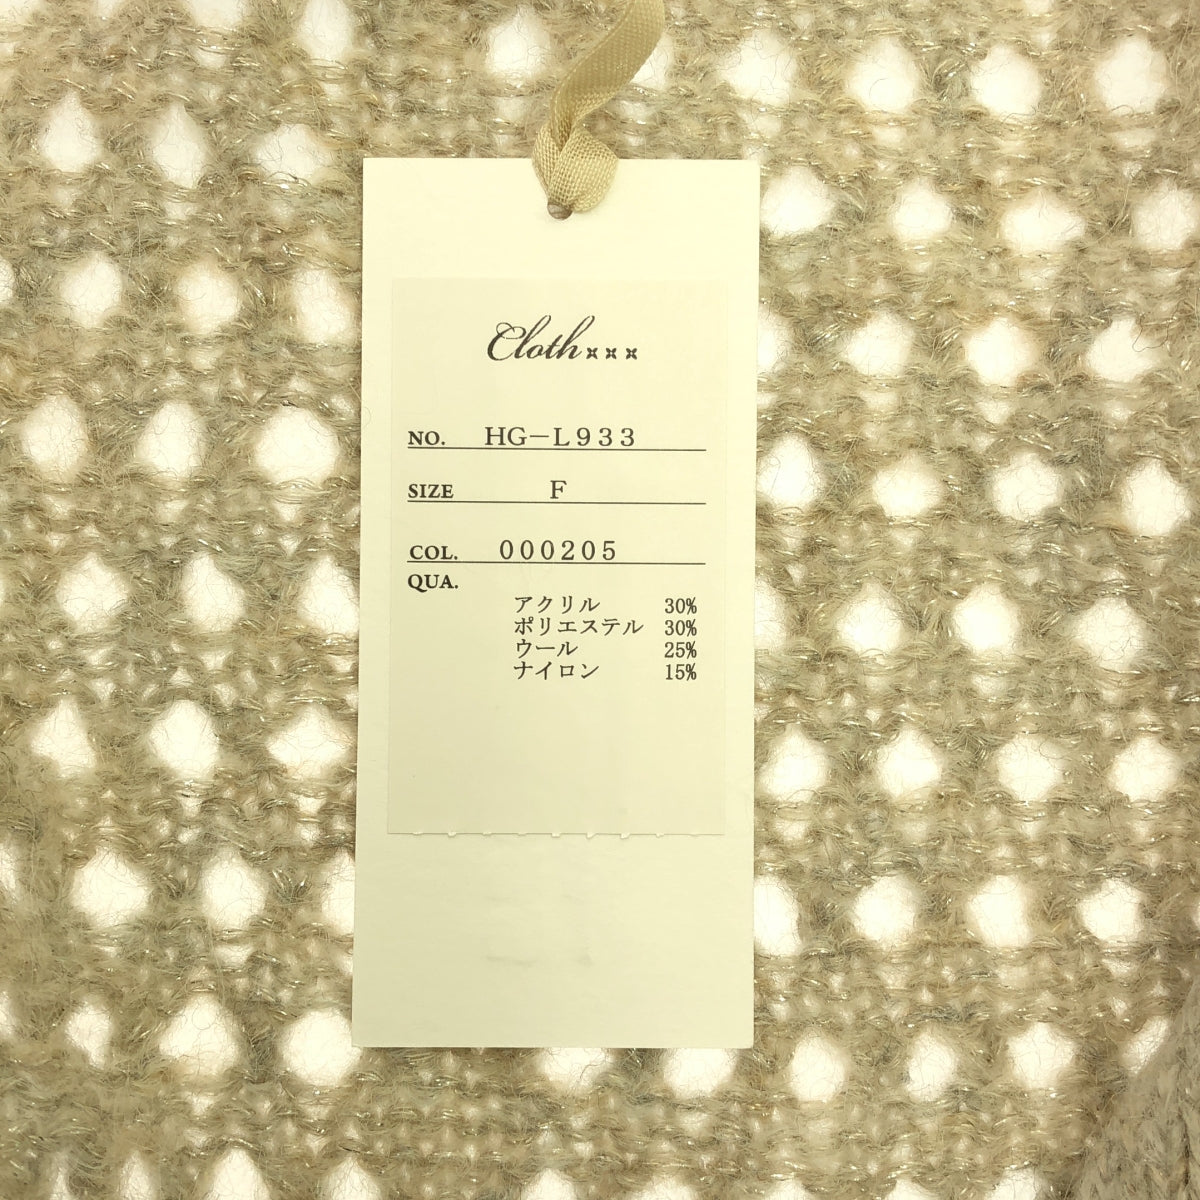 Cloth×××
NO. HG－L933
SIZE F
COL. 000205
QUA.
アクリル 30%
ポリエステル 30%
ウール 25%
ナイロン 15%